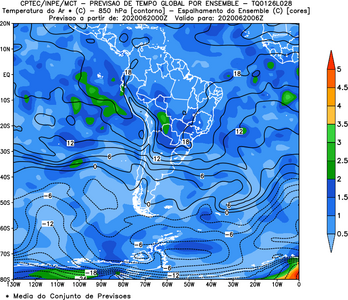 CPTEC/INPE/MCT - PREVISAO DE TEMPO GLOBAL POR ENSEMBLE - TQ0126L028
Temperatura do Ar * (C) - 850 hPa [contorno] - Espalhamento do Ensemble (C) [cores]
Previsao a partir de: 2020062000Z Valido para: 2020062006Z
20N
10N
EQ
10S
20S
30S
40S
50S
60S
70S
80S
130W 120W 110W 100W 90W 80W 70W 60W 50W 40W 30W 20W 10W 0
18
18
18
12
12
12
6
-6
-6
-6
-6
-6
-12
-12
-18
5
4.5
4
3.5
3
2.5
2
1.5
1
0.5
* Media do Conjunto de Previsoes